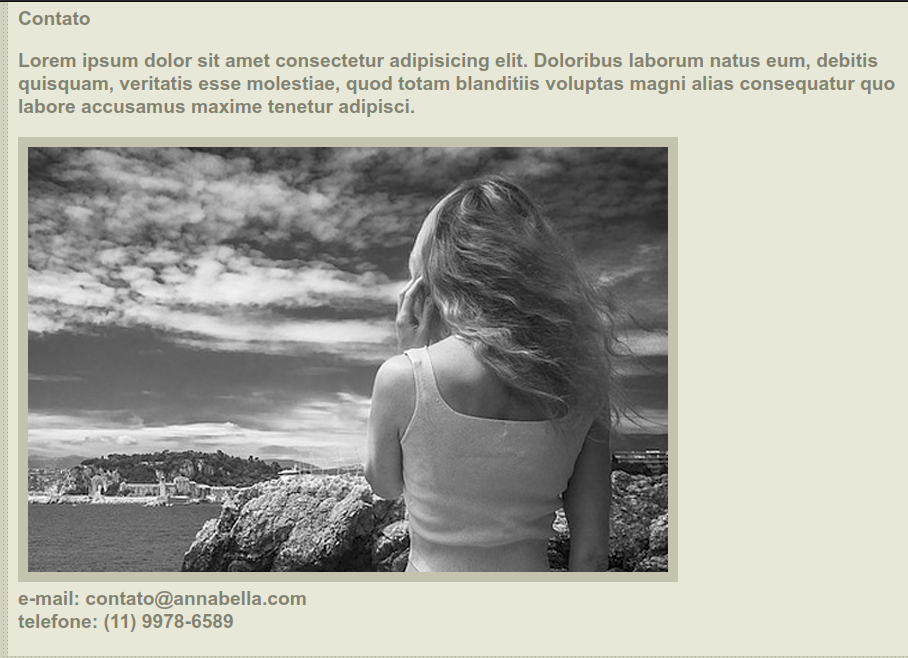 Contato
Lorem ipsum dolor sit amet consectetur adipisicing elit. Doloribus laborum natus eum, debitis
quisquam, veritatis esse molestiae, quod totam blanditiis voluptas magni alias consequatur quo
labore accusamus maxime tenetur adipisci.
e-mail: contato@annabella.com
telefone: (11) 9978-6589